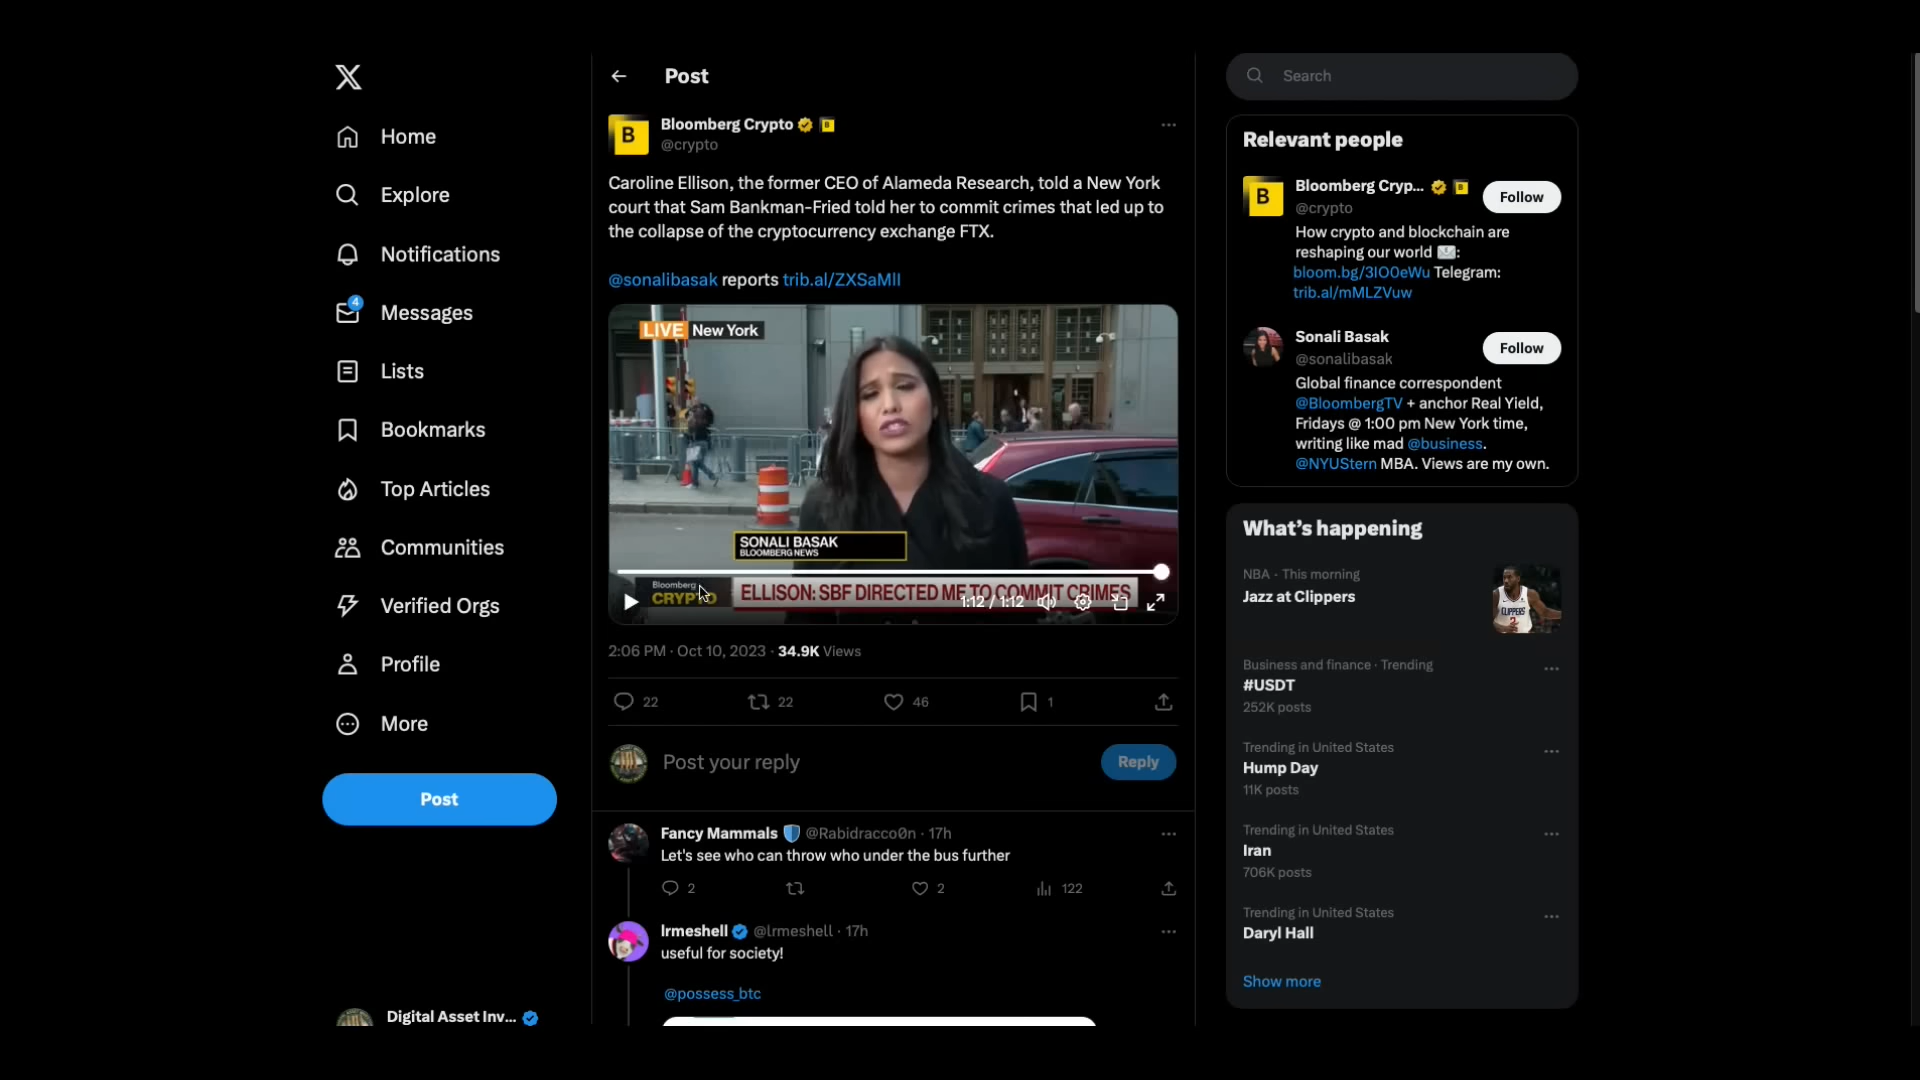 Home
Explore
Notifications
4
Messages
Lists
Bookmarks
Top Articles
Communities
Verified Orgs
Profile
More
Post
Digital Asset Inv...
Post
Bloomberg Crypto
@crypto
Caroline Ellison, the former CEO of Alameda Research, told a New York
court that Sam Bankman-Fried told her to commit crimes that led up to
the collapse of the cryptocurrency exchange FTX.
@sonalibasak reports trib.al/ZXSaMlI
LIVE New York
SONALI BASAK
BLOOMBERG NEWS
Bloomberg
CRYPTO
ELLISON: SBF DIRECTED ME TO COMMIT CRIMES
1:12 / 1:12
2:06 PM · Oct 10, 2023 · 34.9K Views
22 22 46 1
Post your reply
Reply
Fancy Mammals @Rabidracco0n · 17h
Let's see who can throw who under the bus further
2 2 122
lrmeshell @lrmeshell · 17h
useful for society!
@possess_btc
Search
Relevant people
Bloomberg Cryp...
@crypto
Follow
How crypto and blockchain are
reshaping our world :
bloom.bg/3IO0eWu Telegram:
trib.al/mMLZVuw
Sonali Basak
@sonalibasak
Follow
Global finance correspondent
@BloombergTV + anchor Real Yield,
Fridays @ 1:00 pm New York time,
writing like mad @business.
@NYUStern MBA. Views are my own.
What's happening
NBA · This morning
Jazz at Clippers
CLIPPERS
2
Business and finance · Trending
#USDT
252K posts
Trending in United States
Hump Day
11K posts
Trending in United States
Iran
706K posts
Trending in United States
Daryl Hall
Show more